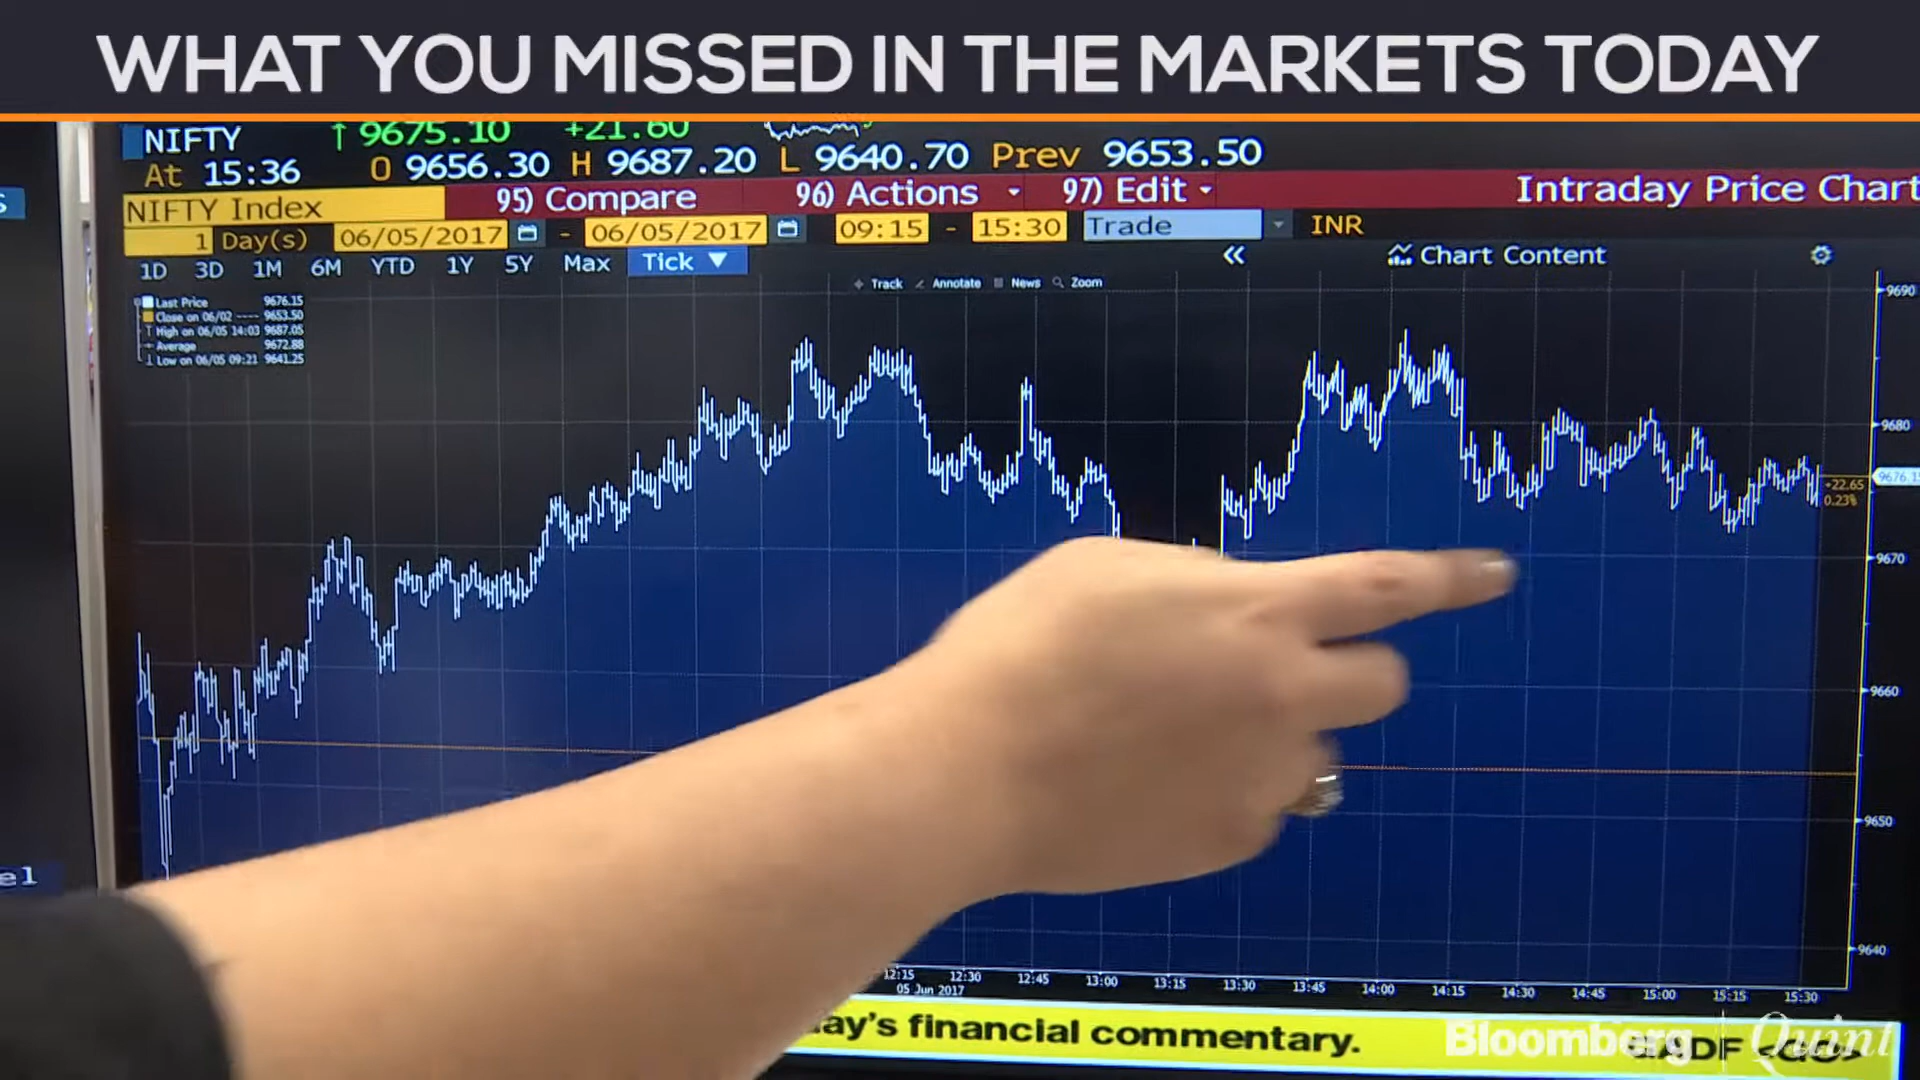 WHAT YOU MISSED IN THE MARKETS TODAY
NIFTY ↑ 9675.10 +21.60
At 15:36 O 9656.30 H 9687.20 L 9640.70 Prev 9653.50
NIFTY Index 95) Compare 96) Actions 97) Edit Intraday Price Chart
1 Day(s) 06/05/2017 - 06/05/2017 09:15 - 15:30 Trade INR
1D 3D 1M 6M YTD 1Y 5Y Max Tick ▼ « Chart Content
Track Annotate News Zoom
Last Price 9676.15
Close on 06/02 ---- 9653.50
High on 06/05 14:03 9687.05
Average 9672.88
Low on 06/05 09:21 9641.25
9690
9680
9676.1
+22.65
0.23%
9670
9660
9650
9640
el
12:15 12:30 12:45 13:00 13:15 13:30 13:45 14:00 14:15 14:30 14:45 15:00 15:15 15:30
05 Jun 2017
ay's financial commentary. <GO>
Bloomberg | Quint